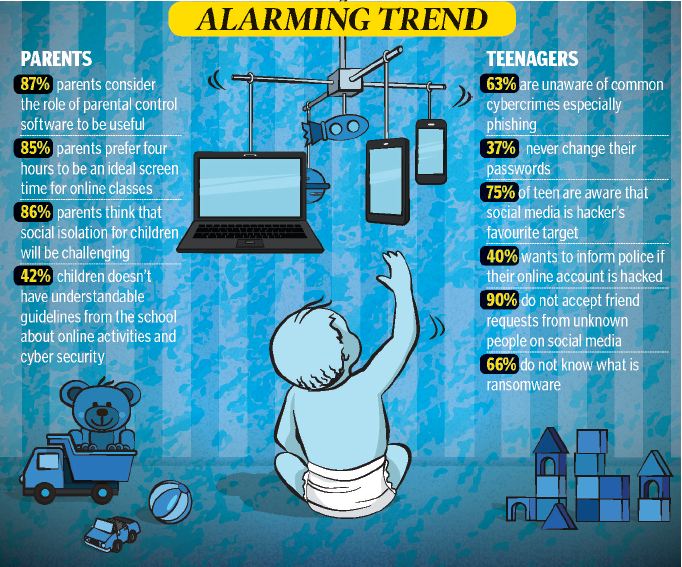 ALARMING TREND
PARENTS
87% parents consider
the role of parental control
software to be useful
85% parents prefer four
hours to be an ideal screen
time for online classes
86% parents think that
social isolation for children
will be challenging
42% children doesn't
have understandable
guidelines from the school
about online activities and
cyber security
TEENAGERS
63% are unaware of common
cybercrimes especially
phishing
37% never change their
passwords
75% of teen are aware that
social media is hacker's
favourite target
40% wants to inform police if
their online account is hacked
90% do not accept friend
requests from unknown
people on social media
66% do not know what is
ransomware